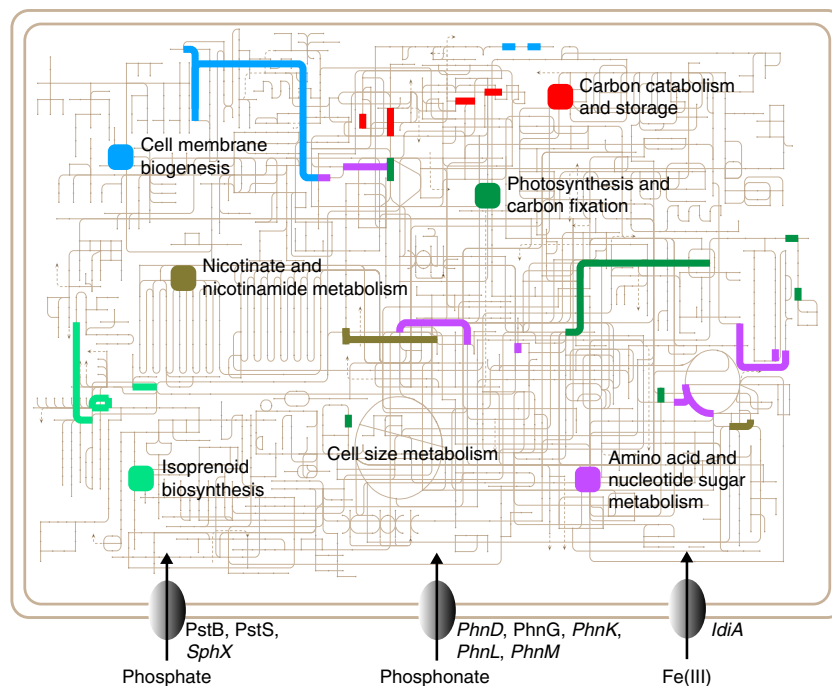 Carbon catabolism
and storage
Cell membrane
biogenesis
Photosynthesis and
carbon fixation
Nicotinate and
nicotinamide metabolism
Cell size metabolism
Isoprenoid
biosynthesis
Amino acid and
nucleotide sugar
metabolism
PstB, PstS,
SphX
PhnD, PhnG, PhnK,
PhnL, PhnM
IdiA
Phosphate
Phosphonate
Fe(III)